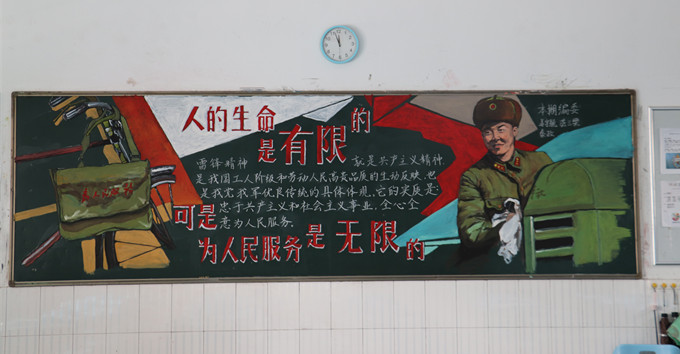 人的生命
是有限的
雷锋精神 就是共产主义精神
是我国工人阶级和劳动人民高尚品质的生动反映,也
是我党我军优良传统的具体体现,它的实质是:
忠于共产主义和社会主义事业,全心全
意为人民服务。
可是
为人民服务是无限的
本期编委